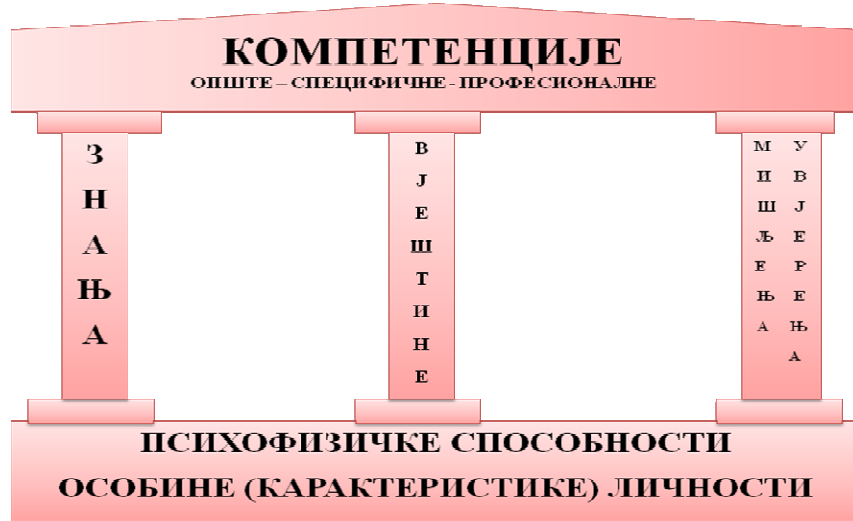 КОМПЕТЕНЦИЈЕ
ОПШТЕ – СПЕЦИФИЧНЕ - ПРОФЕСИОНАЛНЕ
ЗНАЊА
ВЈЕШТИНЕ
МИШЉЕЊА
УВЈЕРЕЊА
ПСИХОФИЗИЧКЕ СПОСОБНОСТИ
ОСОБИНЕ (КАРАКТЕРИСТИКЕ) ЛИЧНОСТИ